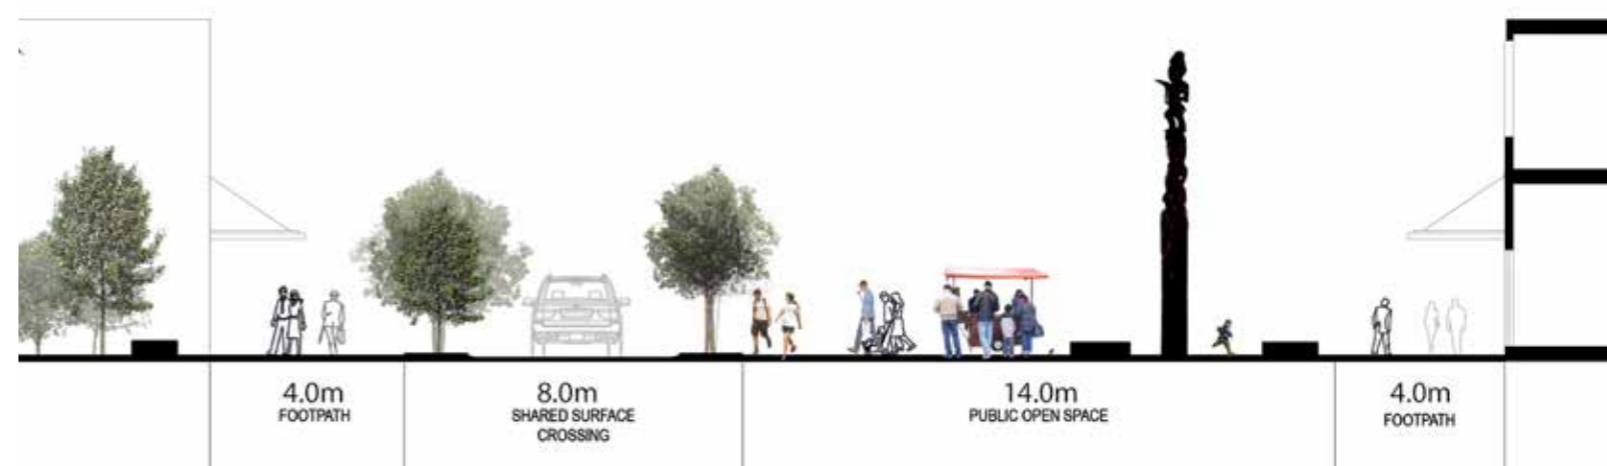 4.0m
FOOTPATH
8.0m
SHARED SURFACE
CROSSING
14.0m
PUBLIC OPEN SPACE
4.0m
FOOTPATH